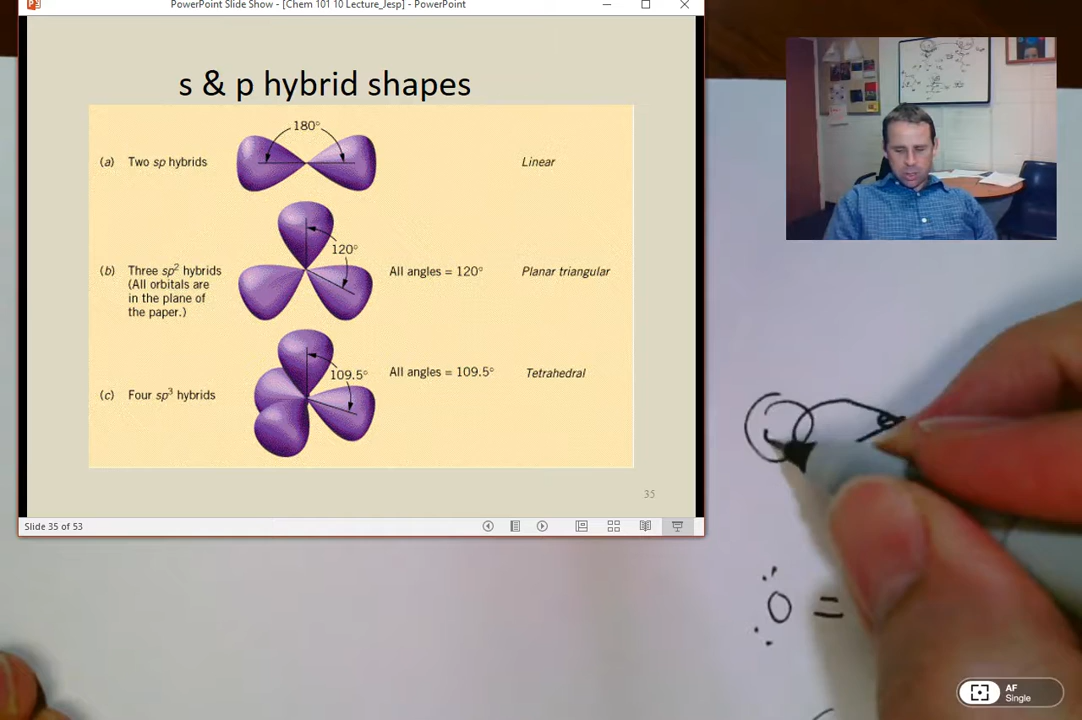 PowerPoint Slide Show - [Chem 101 10 Lecture_Jesp] - PowerPoint
s & p hybrid shapes
180°
(a) Two sp hybrids
Linear
120°
(b) Three sp² hybrids
(All orbitals are
in the plane of
the paper.)
All angles = 120°
Planar triangular
109.5°
(c) Four sp³ hybrids
All angles = 109.5°
Tetrahedral
35
Slide 35 of 53
:O =
AF
Single